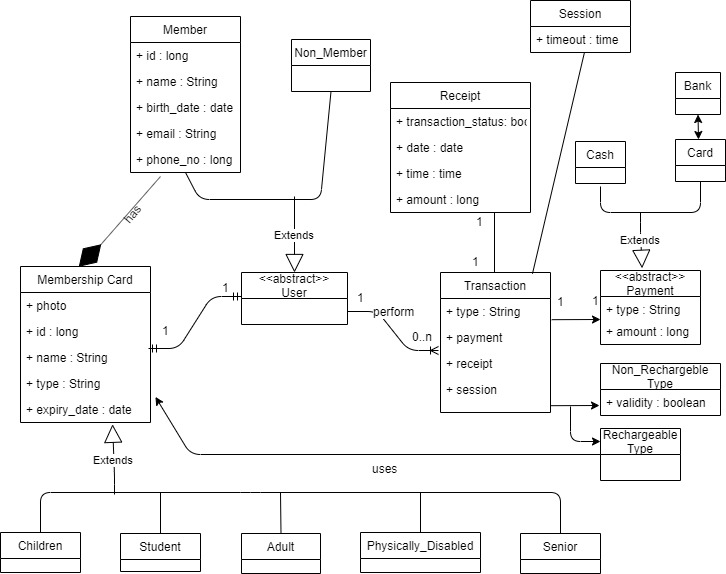 Member
+ id : long
+ name : String
+ birth_date : date
+ email : String
+ phone_no : long
Non_Member
Receipt
+ transaction_status: boo
+ date : date
+ time : time
+ amount : long
Session
+ timeout : time
Bank
Card
Cash
has
Extends
Extends
1
1
Membership Card
+ photo
+ id : long
+ name : String
+ type : String
+ expiry_date : date
1
1
<<abstract>>
User
1
perform
0..n
Transaction
+ type : String
+ payment
+ receipt
+ session
1
1
<<abstract>>
Payment
+ type : String
+ amount : long
Non_Rechargeble
Type
+ validity : boolean
Rechargeable
Type
uses
Extends
Children
Student
Adult
Physically_Disabled
Senior